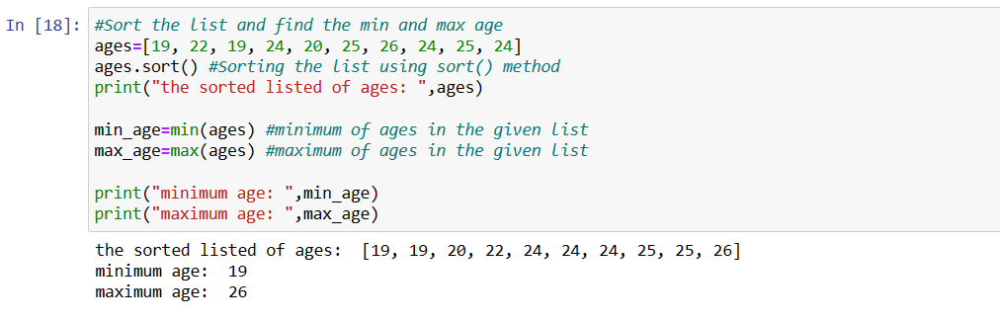 In [18]: #Sort the list and find the min and max age
ages=[19, 22, 19, 24, 20, 25, 26, 24, 25, 24]
ages.sort() #Sorting the list using sort() method
print("the sorted listed of ages: ",ages)
min_age=min(ages) #minimum of ages in the given list
max_age=max(ages) #maximum of ages in the given list
print("minimum age: ",min_age)
print("maximum age: ",max_age)
the sorted listed of ages:  [19, 19, 20, 22, 24, 24, 24, 25, 25, 26]
minimum age:  19
maximum age:  26